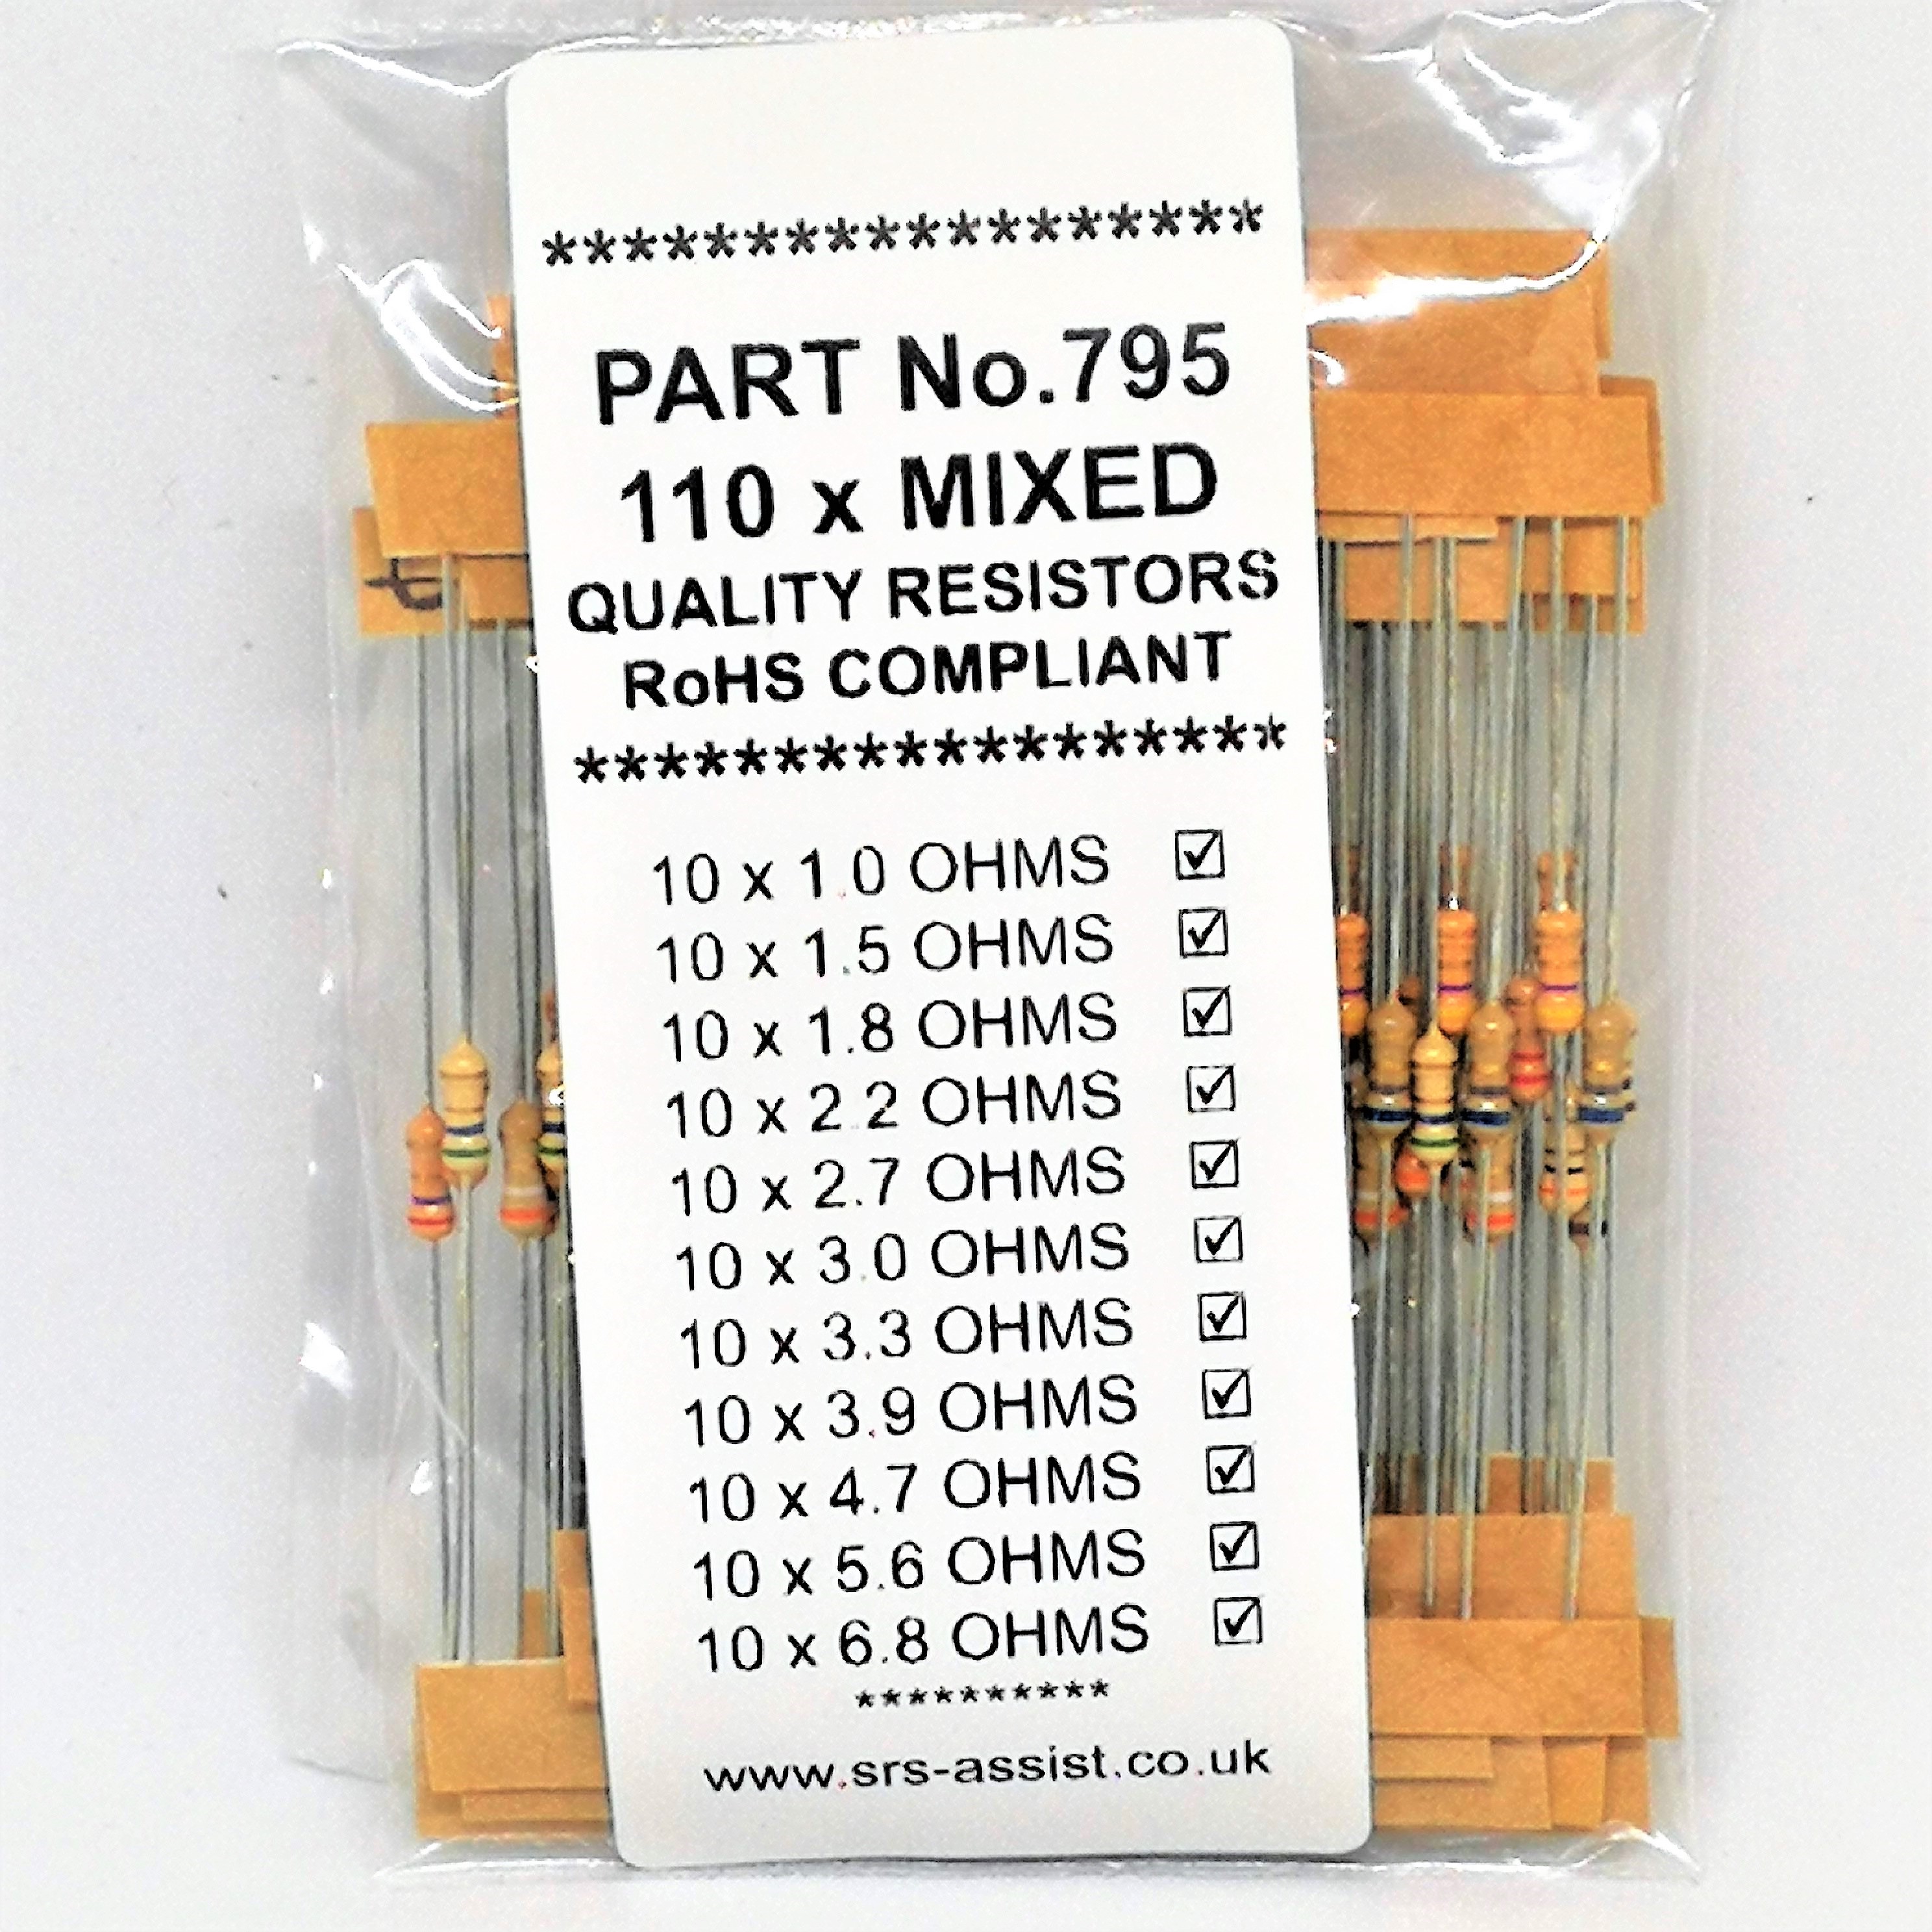 ******************
PART No.795
110 x MIXED
QUALITY RESISTORS
RoHS COMPLIANT
******************
10 x 1.0 OHMS ☑
10 x 1.5 OHMS ☑
10 x 1.8 OHMS ☑
10 x 2.2 OHMS ☑
10 x 2.7 OHMS ☑
10 x 3.0 OHMS ☑
10 x 3.3 OHMS ☑
10 x 3.9 OHMS ☑
10 x 4.7 OHMS ☑
10 x 5.6 OHMS ☑
10 x 6.8 OHMS ☑
**********
www.srs-assist.co.uk